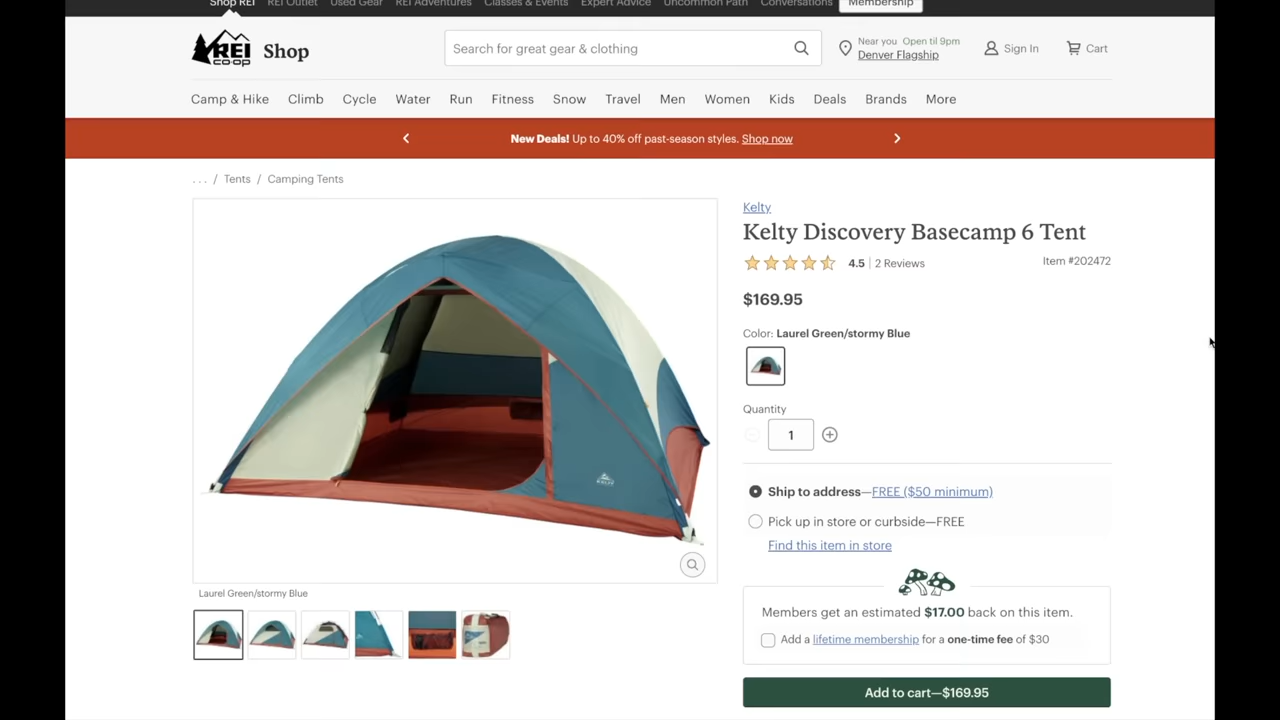 Shop REI REI Outlet Used Gear REI Adventures Classes & Events Expert Advice Uncommon Path Conversations Membership
REI
CO·OP
Shop
Search for great gear & clothing
Near you Open til 9pm
Denver Flagship
Sign In
Cart
Camp & Hike Climb Cycle Water Run Fitness Snow Travel Men Women Kids Deals Brands More
New Deals! Up to 40% off past-season styles. Shop now
... / Tents / Camping Tents
Kelty
Kelty Discovery Basecamp 6 Tent
4.5 | 2 Reviews
Item #202472
$169.95
Color: Laurel Green/stormy Blue
Quantity
1
Ship to address—FREE ($50 minimum)
Pick up in store or curbside—FREE
Find this item in store
KELTY
Laurel Green/stormy Blue
Members get an estimated $17.00 back on this item.
Add a lifetime membership for a one-time fee of $30
Add to cart—$169.95